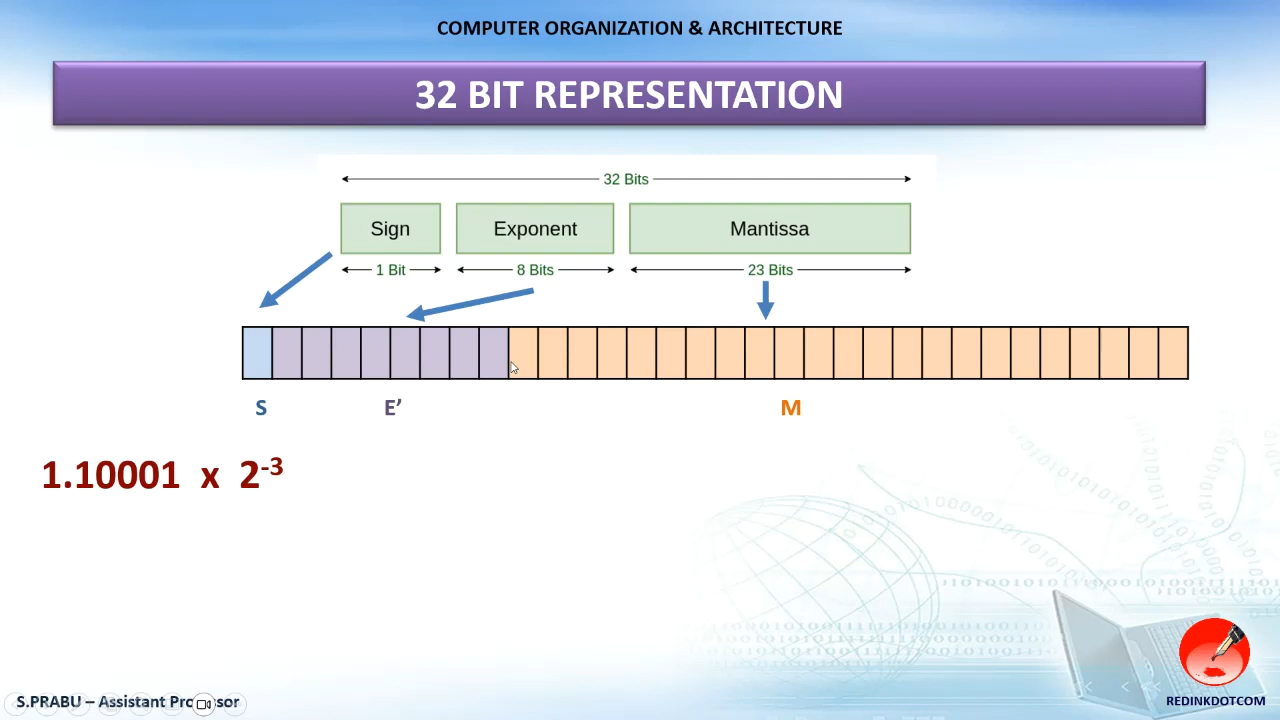 COMPUTER ORGANIZATION & ARCHITECTURE
32 BIT REPRESENTATION
32 Bits
Sign Exponent Mantissa
1 Bit 8 Bits 23 Bits
S E’ M
1.10001 x 2⁻³
S.PRABU – Assistant Professor
REDINKDOTCOM